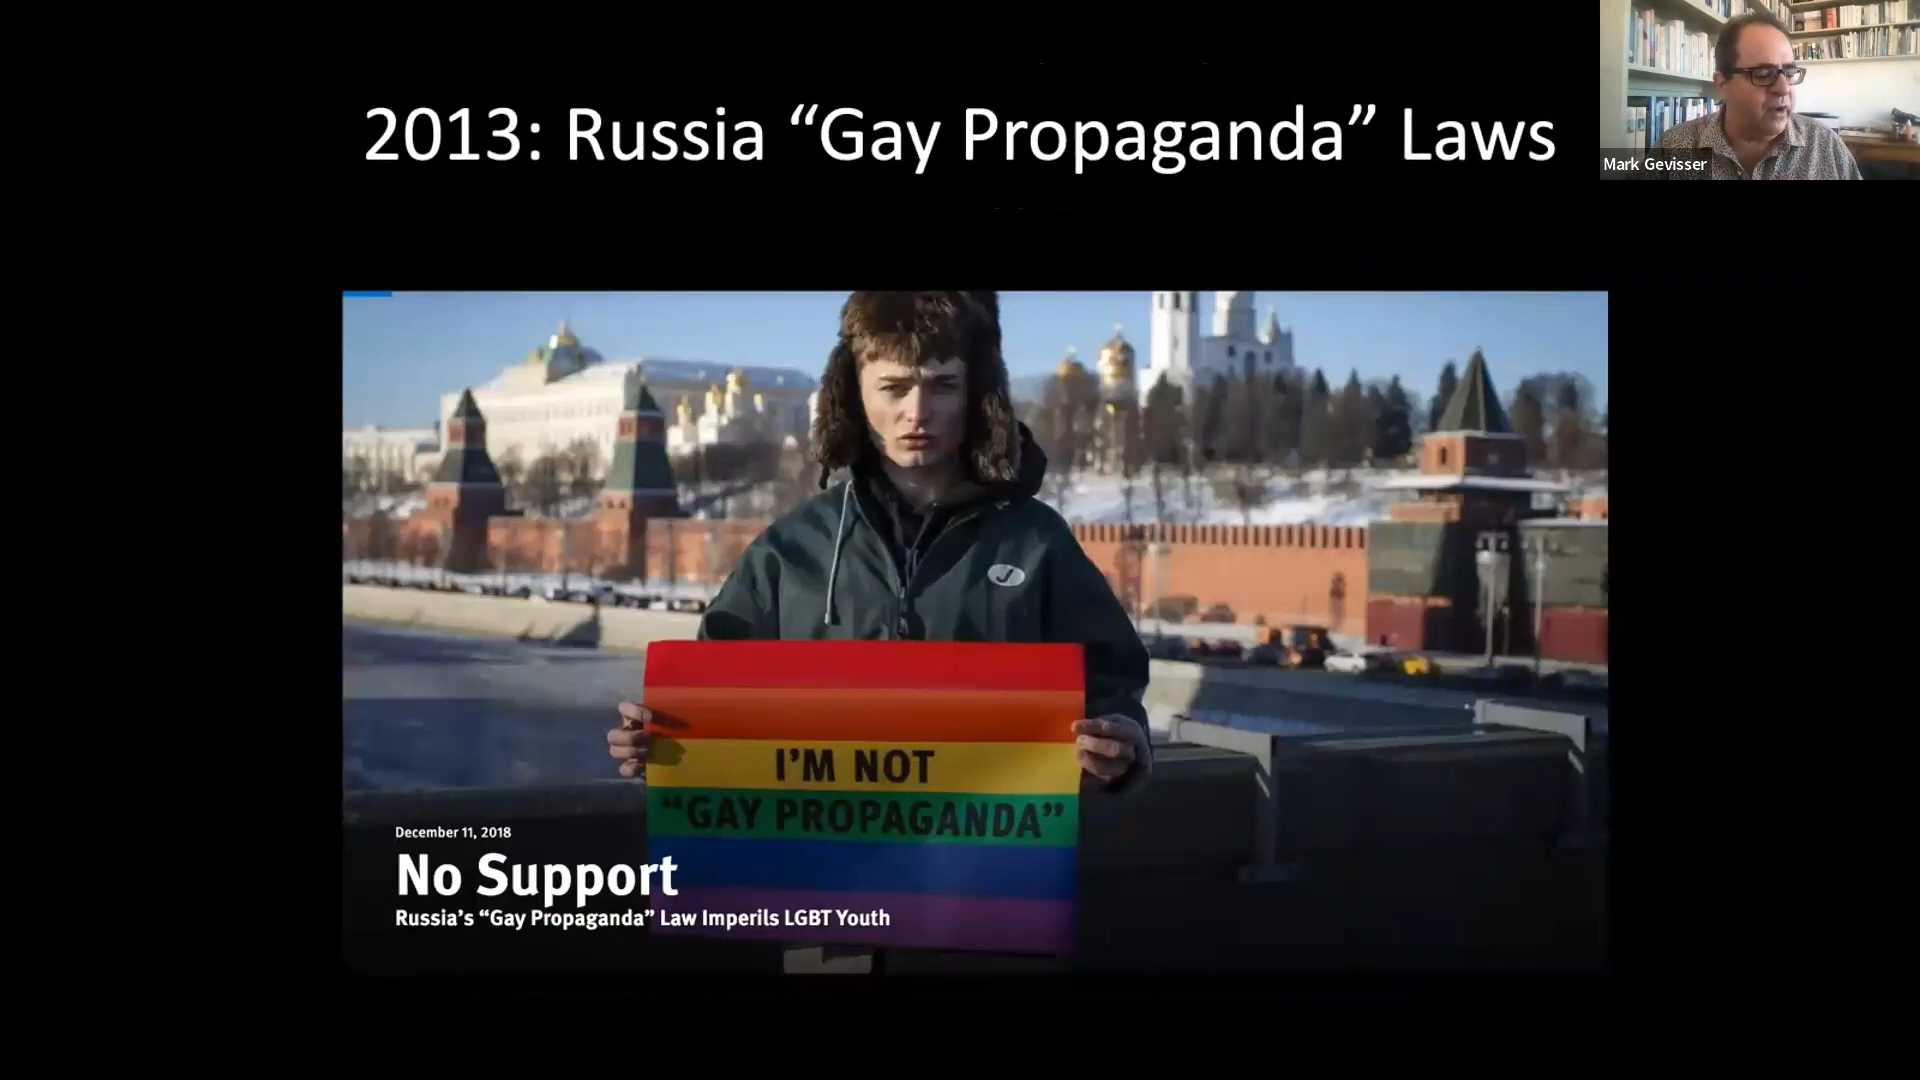 2013: Russia “Gay Propaganda” Laws
Mark Gevisser
J
I’M NOT
“GAY PROPAGANDA”
December 11, 2018
No Support
Russia’s “Gay Propaganda” Law Imperils LGBT Youth